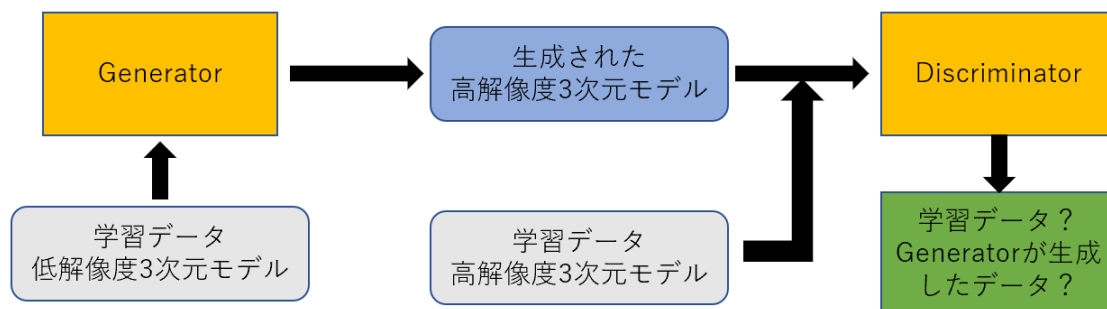 Generator
生成された
高解像度3次元モデル
Discriminator
学習データ
低解像度3次元モデル
学習データ
高解像度3次元モデル
学習データ？
Generatorが生成
したデータ？